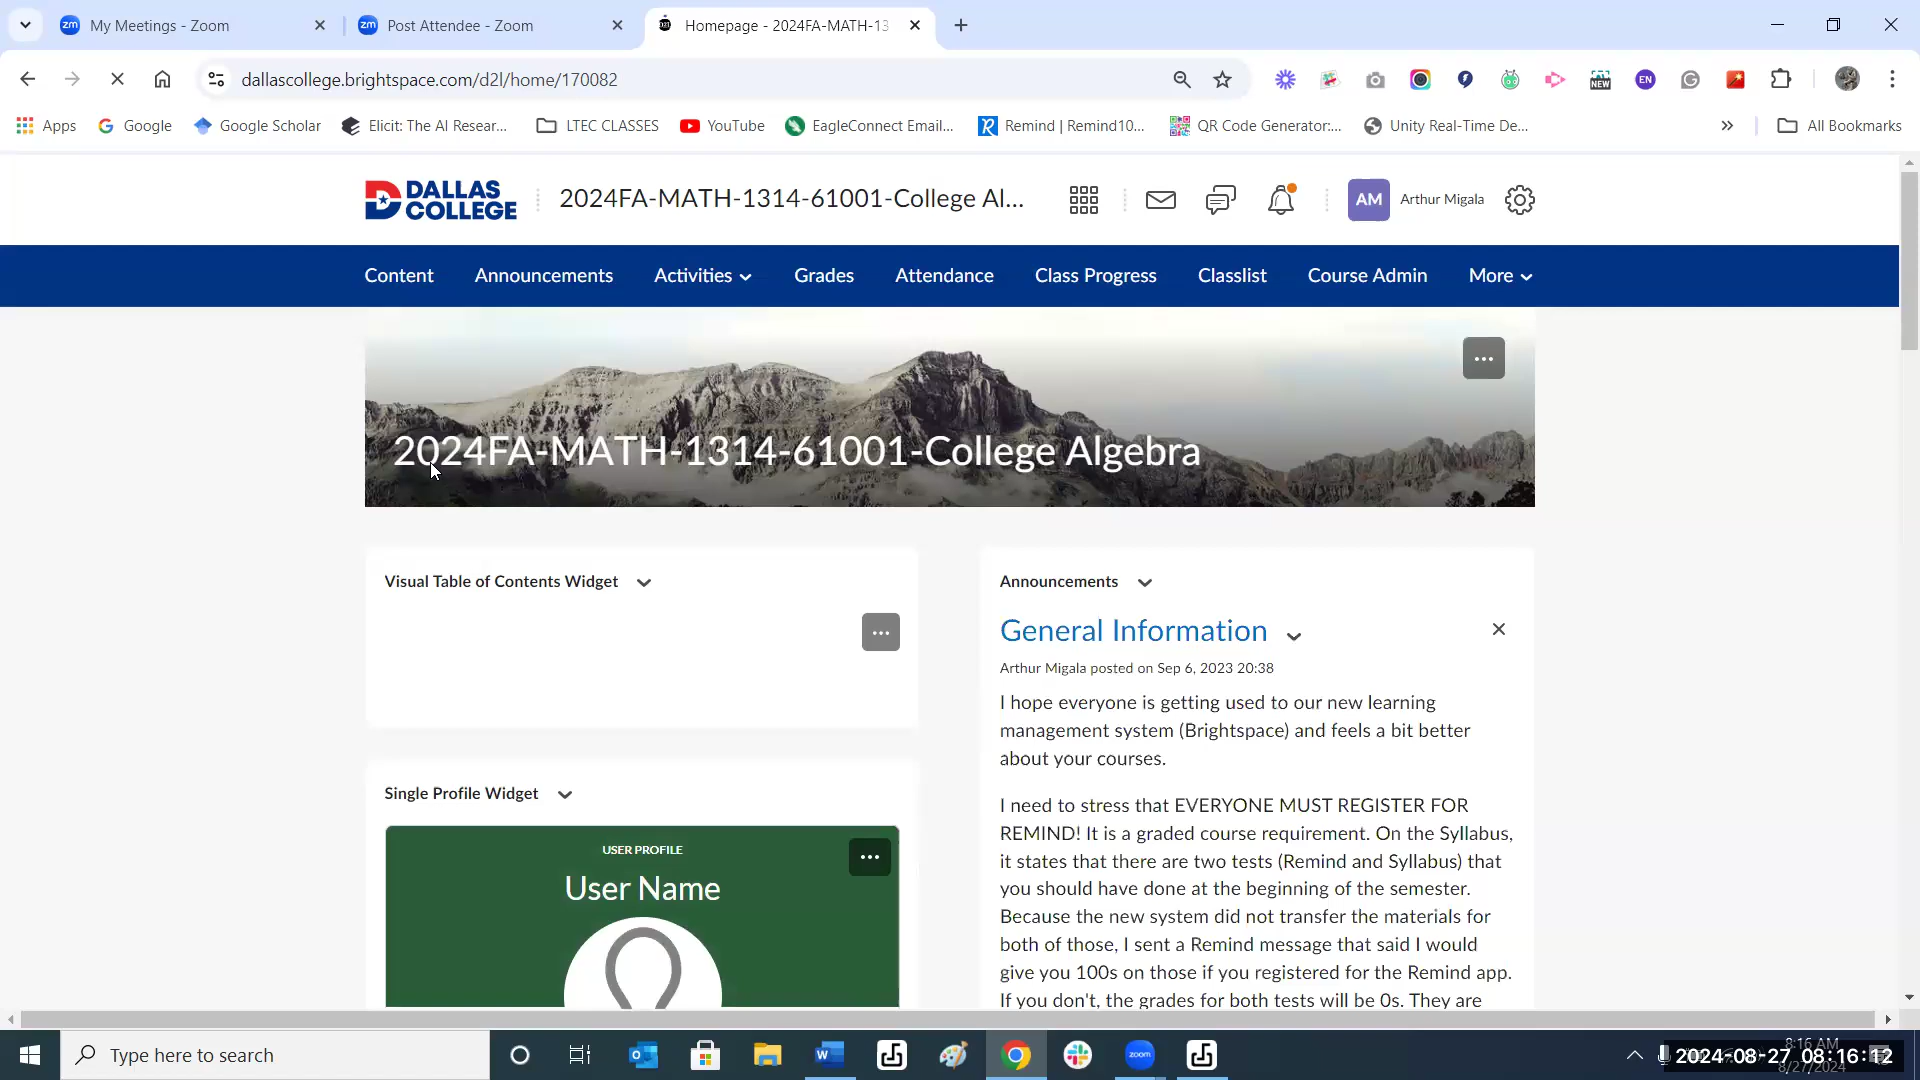 My Meetings - Zoom
Post Attendee - Zoom
Homepage - 2024FA-MATH-13
dallascollege.brightspace.com/d2l/home/170082
Apps
Google
Google Scholar
Elicit: The AI Resear...
LTEC CLASSES
YouTube
EagleConnect Email...
Remind | Remind10...
QR Code Generator:...
Unity Real-Time De...
All Bookmarks
DALLAS
COLLEGE
2024FA-MATH-1314-61001-College Al...
AM
Arthur Migala
Content
Announcements
Activities
Grades
Attendance
Class Progress
Classlist
Course Admin
More
2024FA-MATH-1314-61001-College Algebra
Visual Table of Contents Widget
Single Profile Widget
USER PROFILE
User Name
Announcements
General Information
Arthur Migala posted on Sep 6, 2023 20:38
I hope everyone is getting used to our new learning
management system (Brightspace) and feels a bit better
about your courses.
I need to stress that EVERYONE MUST REGISTER FOR
REMIND! It is a graded course requirement. On the Syllabus,
it states that there are two tests (Remind and Syllabus) that
you should have done at the beginning of the semester.
Because the new system did not transfer the materials for
both of those, I sent a Remind message that said I would
give you 100s on those if you registered for the Remind app.
If you don't, the grades for both tests will be 0s. They are
Type here to search
8:16 AM
2024-08-27 08:16:12
8/27/2024